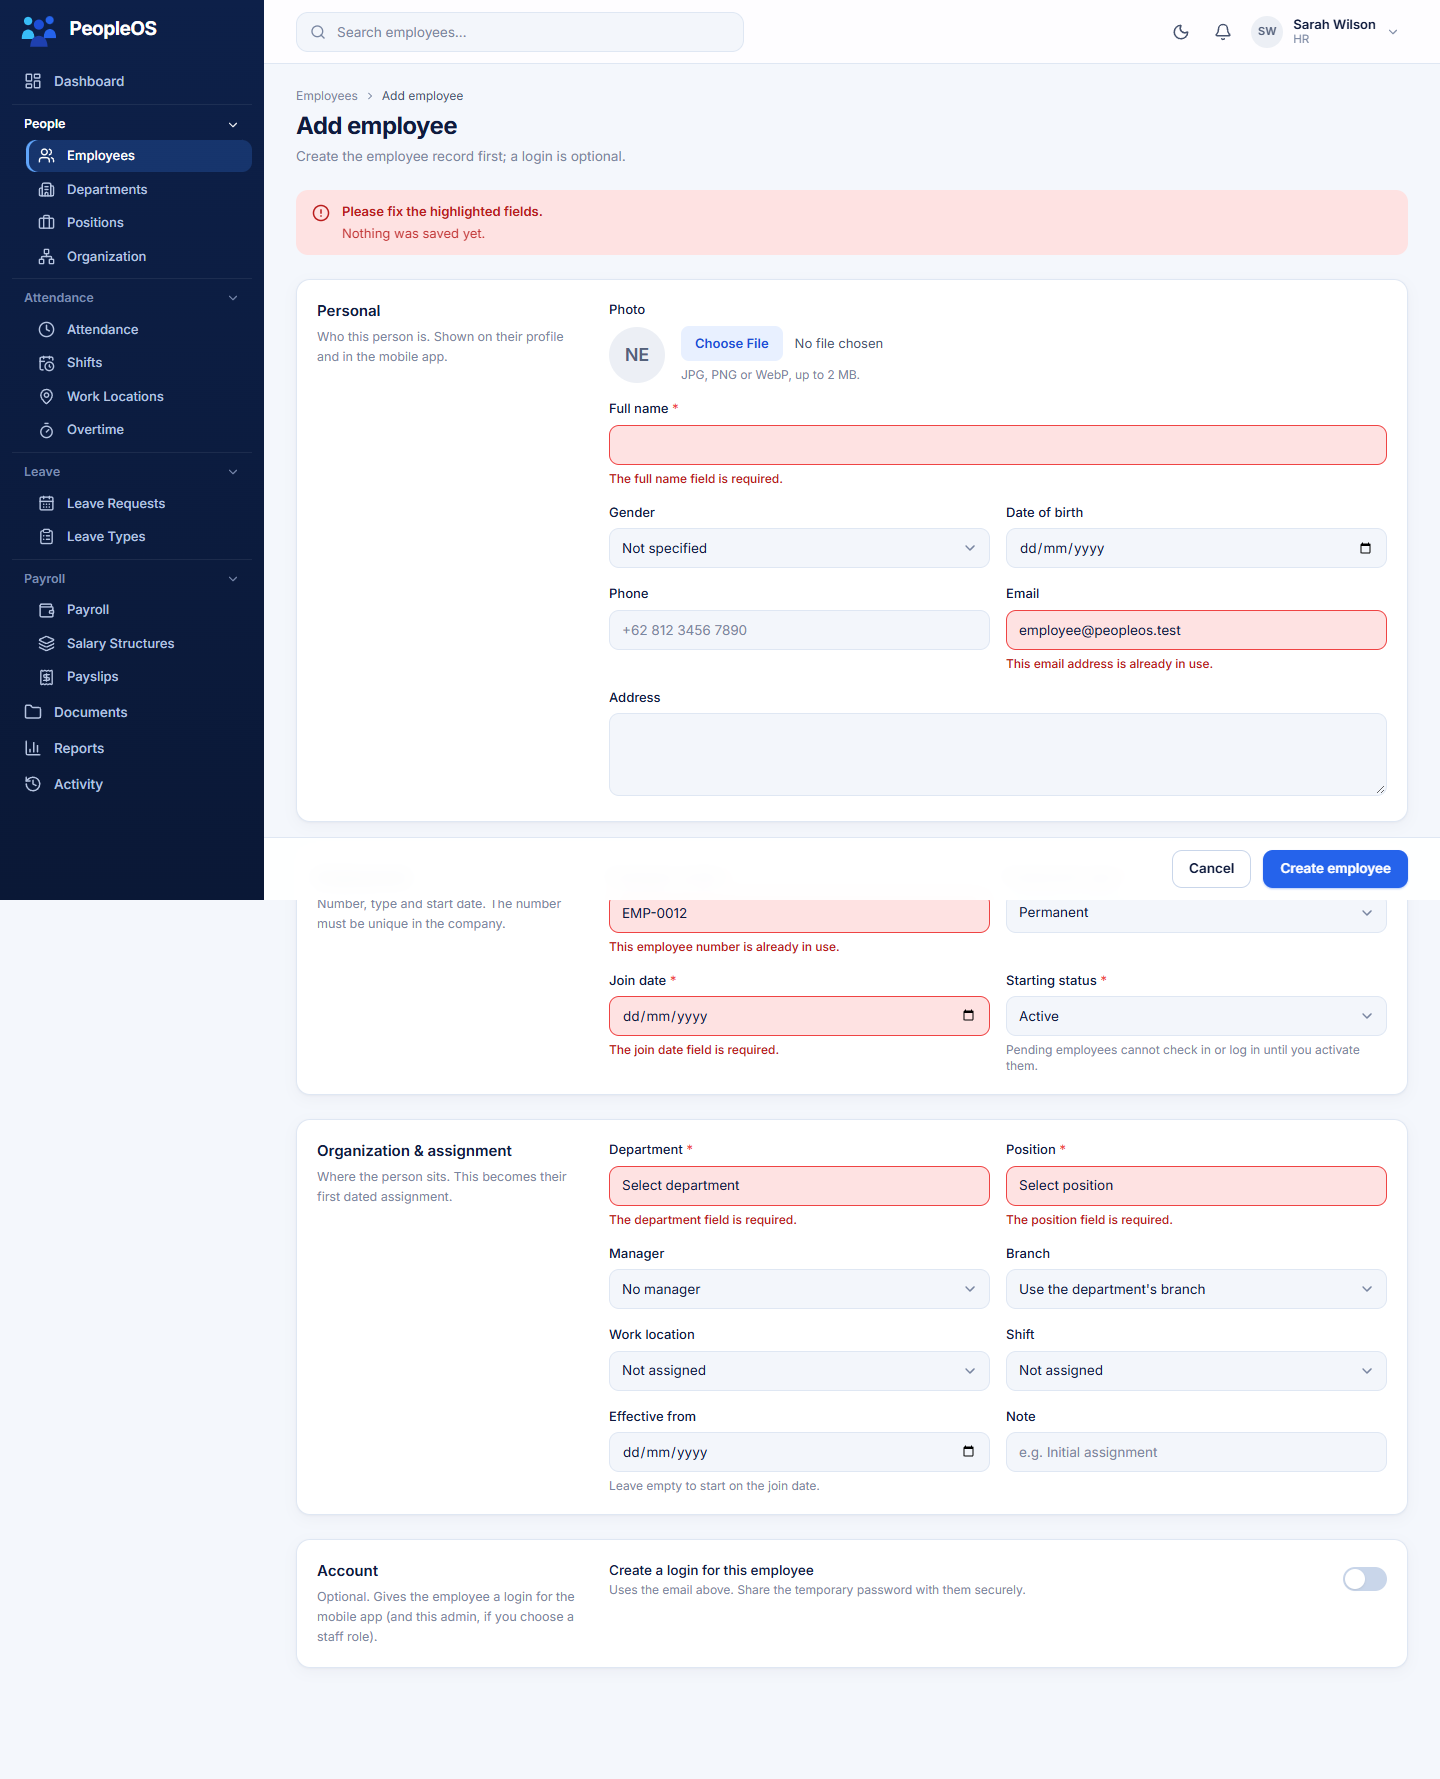 PeopleOS
Dashboard
People
Employees
Departments
Positions
Organization
Attendance
Attendance
Shifts
Work Locations
Overtime
Leave
Leave Requests
Leave Types
Payroll
Payroll
Salary Structures
Payslips
Documents
Reports
Activity
Search employees...
SW
Sarah Wilson
HR
Employees > Add employee
Add employee
Create the employee record first; a login is optional.
Please fix the highlighted fields.
Nothing was saved yet.
Personal
Who this person is. Shown on their profile
and in the mobile app.
Photo
NE
Choose File No file chosen
JPG, PNG or WebP, up to 2 MB.
Full name *
The full name field is required.
Gender
Not specified
Date of birth
dd/mm/yyyy
Phone
+62 812 3456 7890
Email
employee@peopleos.test
This email address is already in use.
Address
Cancel
Create employee
Number, type and start date. The number
must be unique in the company.
EMP-0012
This employee number is already in use.
Permanent
Join date *
dd/mm/yyyy
The join date field is required.
Starting status *
Active
Pending employees cannot check in or log in until you activate
them.
Organization & assignment
Where the person sits. This becomes their
first dated assignment.
Department *
Select department
The department field is required.
Position *
Select position
The position field is required.
Manager
No manager
Branch
Use the department's branch
Work location
Not assigned
Shift
Not assigned
Effective from
dd/mm/yyyy
Leave empty to start on the join date.
Note
e.g. Initial assignment
Account
Optional. Gives the employee a login for the
mobile app (and this admin, if you choose a
staff role).
Create a login for this employee
Uses the email above. Share the temporary password with them securely.